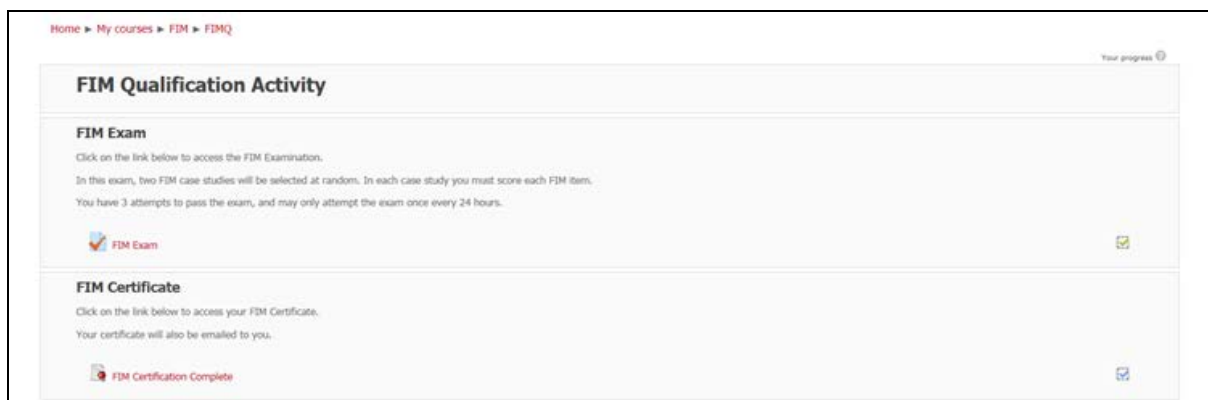 Home ► My courses ► FIM ► FIMQ
Your progress
FIM Qualification Activity
FIM Exam
Click on the link below to access the FIM Examination.
In this exam, two FIM case studies will be selected at random. In each case study you must score each FIM item.
You have 3 attempts to pass the exam, and may only attempt the exam once every 24 hours.
FIM Exam
FIM Certificate
Click on the link below to access your FIM Certificate.
Your certificate will also be emailed to you.
FIM Certification Complete